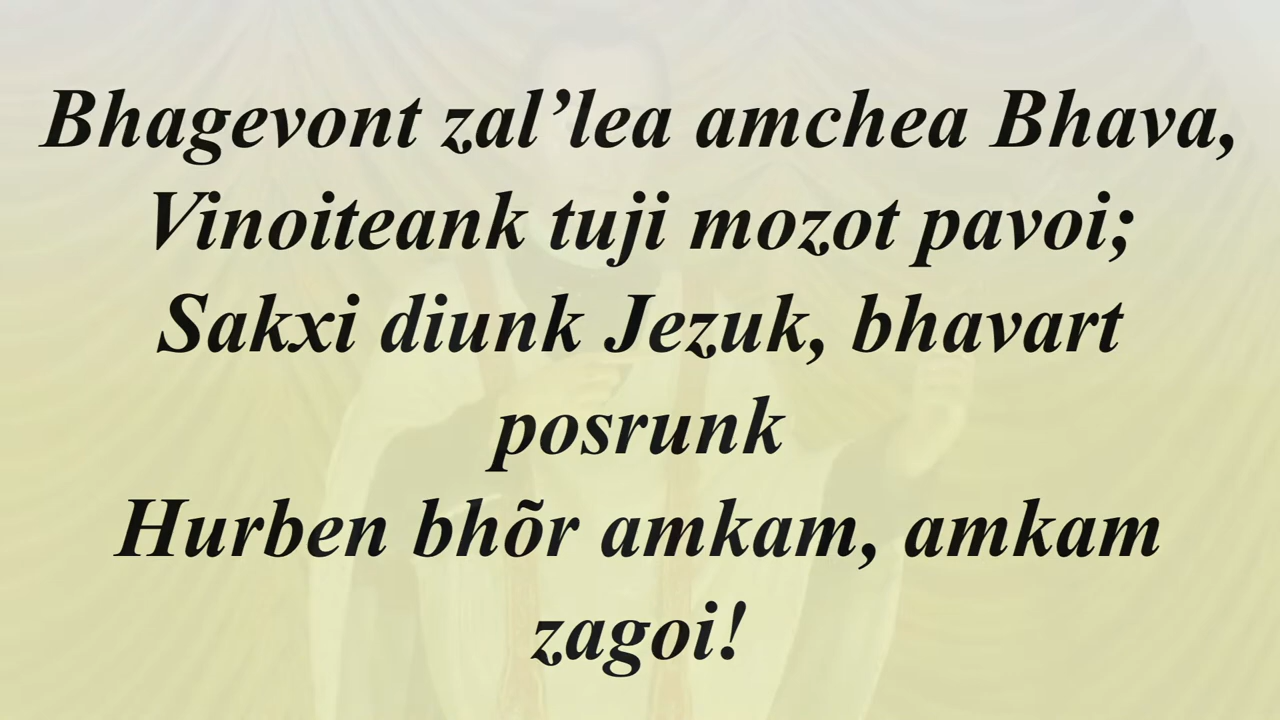 Bhagevont zal’lea amchea Bhava,
Vinoiteank tuji mozot pavoi;
Sakxi diunk Jezuk, bhavart
posrunk
Hurben bhõr amkam, amkam
zagoi!